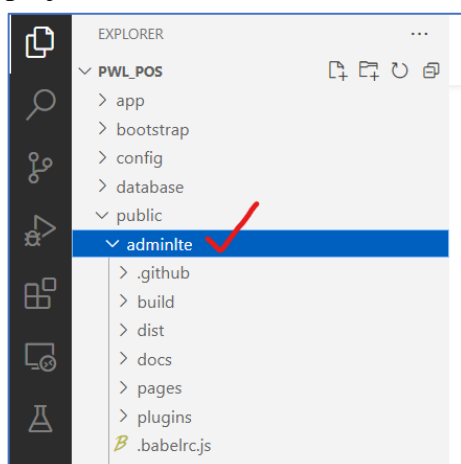 EXPLORER
PWL_POS
app
bootstrap
config
database
public
adminlte
.github
build
dist
docs
pages
plugins
.babelrc.js